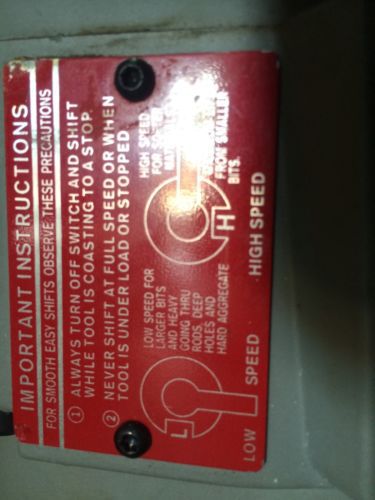 IMPORTANT INSTRUCTIONS
FOR SMOOTH EASY SHIFTS OBSERVE THESE PRECAUTIONS
① ALWAYS TURN OFF SWITCH AND SHIFT
WHILE TOOL IS COASTING TO A STOP.
② NEVER SHIFT AT FULL SPEED OR WHEN
TOOL IS UNDER LOAD OR STOPPED
LOW SPEED FOR
LARGER BITS
AND HEAVY
GOING THRU
RODS, DEEP
HOLES AND
HARD AGGREGATE
L
LOW SPEED
HIGH SPEED
FOR
FROM SMALLER
BITS.
H
HIGH SPEED